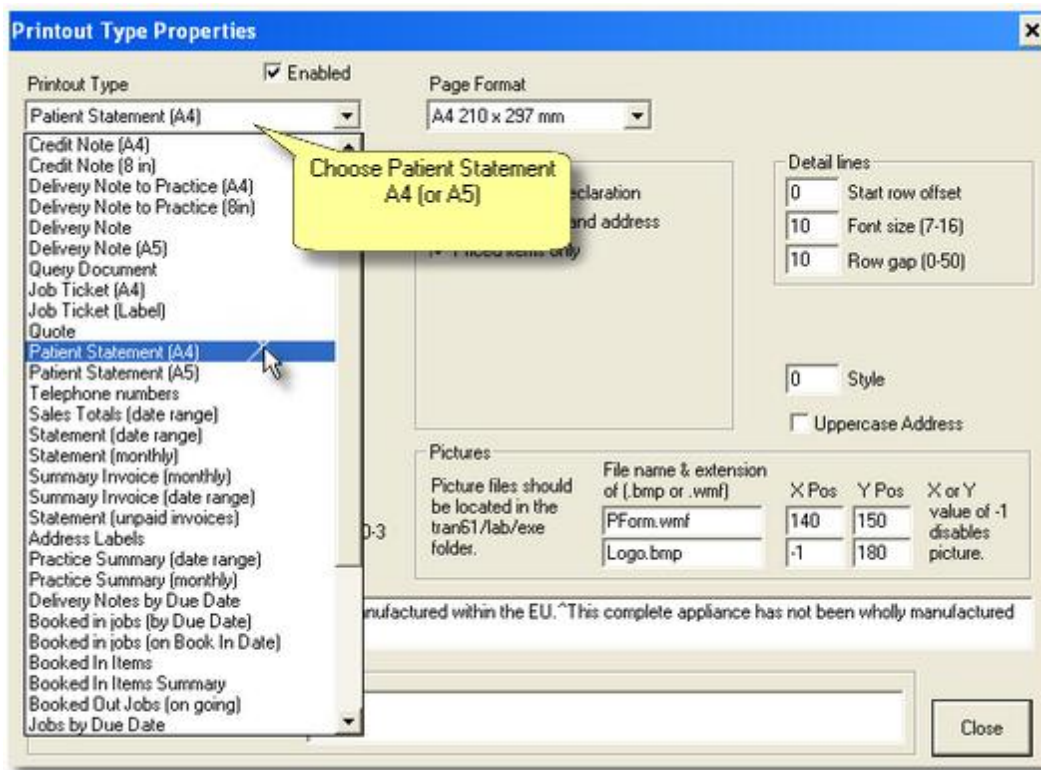 Printout Type Properties
Enabled
Printout Type
Page Format
Patient Statement (A4)
A4 210 x 297 mm
Choose Patient Statement
A4 (or A5)
Credit Note (A4)
Credit Note (8 in)
Delivery Note to Practice (A4)
Delivery Note to Practice (8in)
Delivery Note
Delivery Note (A5)
Query Document
Job Ticket (A4)
Job Ticket (Label)
Quote
Patient Statement (A4)
Patient Statement (A5)
Telephone numbers
Sales Totals (date range)
Statement (date range)
Statement (monthly)
Summary Invoice (monthly)
Summary Invoice (date range)
Statement (unpaid invoices)
Address Labels
Practice Summary (date range)
Practice Summary (monthly)
Delivery Notes by Due Date
Booked in jobs (by Due Date)
Booked in jobs (on Book In Date)
Booked In Items
Booked In Items Summary
Booked Out Jobs (on going)
Jobs by Due Date
and address
items only
Detail lines
0 Start row offset
10 Font size (7-16)
10 Row gap (0-50)
0 Style
Uppercase Address
0-3
Pictures
Picture files should
be located in the
tran61/lab/exe
folder.
File name & extension
of (.bmp or .wmf)
PForm.wmf
Logo.bmp
X Pos Y Pos
140 150
-1 180
X or Y
value of -1
disables
picture.
within the EU.^This complete appliance has not been wholly manufactured
Close